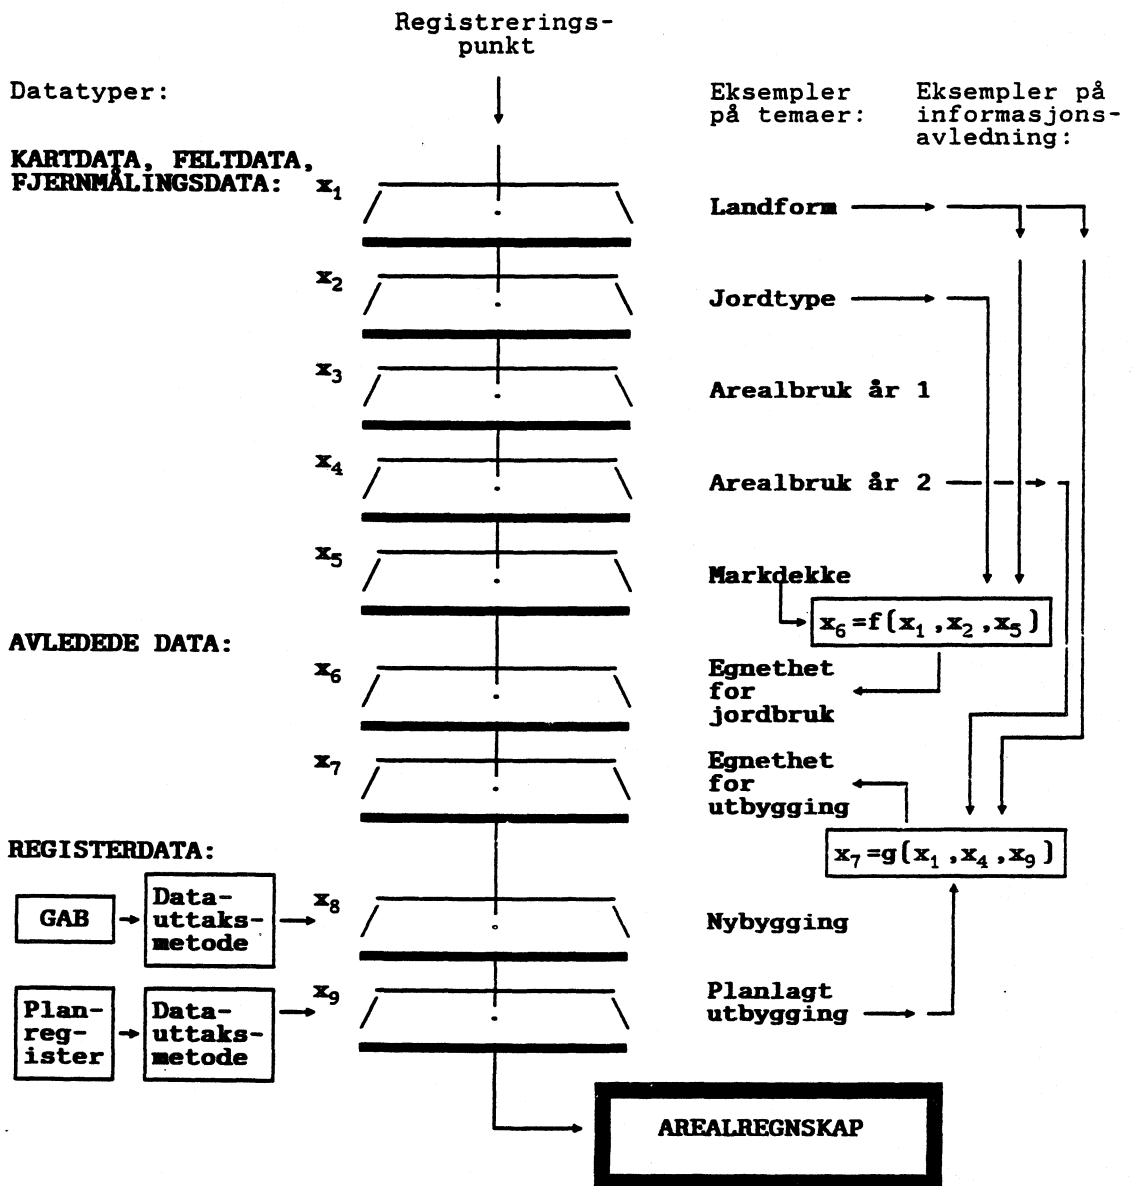 Registrerings-
punkt
Datatyper:
Eksempler
på temaer:
Eksempler på
informasjons-
avledning:
KARTDATA, FELTDATA,
FJERNMÅLINGSDATA:
x₁
Landform
x₂
Jordtype
x₃
Arealbruk år 1
x₄
Arealbruk år 2
x₅
Markdekke
x₆=f(x₁,x₂,x₅)
AVLEDEDE DATA:
x₆
Egnethet
for
jordbruk
x₇
Egnethet
for
utbygging
x₇=g(x₁,x₄,x₉)
REGISTERDATA:
GAB
Data-
uttaks-
metode
x₈
Nybygging
Plan-
reg-
ister
Data-
uttaks-
metode
x₉
Planlagt
utbygging
AREALREGNSKAP